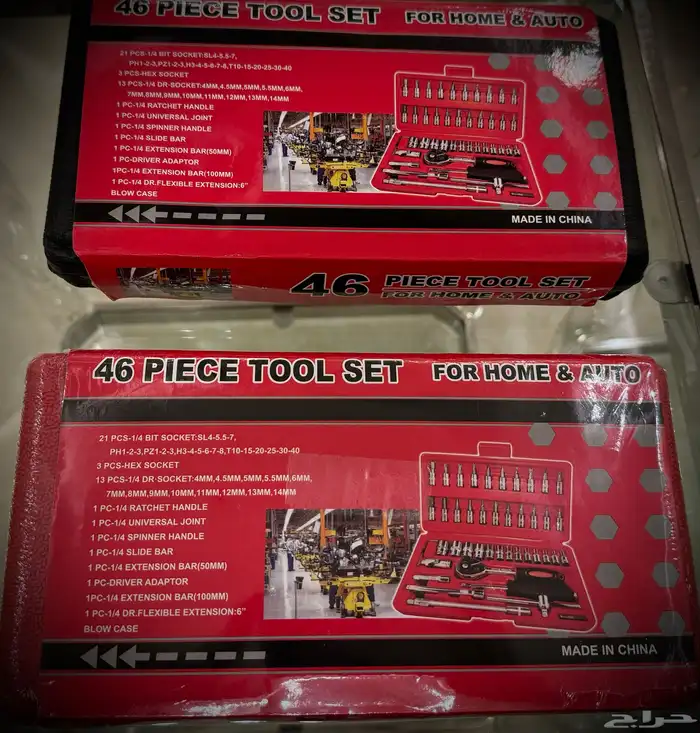 46 PIECE TOOL SET FOR HOME & AUTO
21 PCS-1/4 BIT SOCKET:SL4-5.5-7,
PH1-2-3,PZ1-2-3,H3-4-5-6-7-8,T10-15-20-25-30-40
3 PCS-HEX SOCKET
13 PCS-1/4 DR·SOCKET:4MM,4.5MM,5MM,5.5MM,6MM,
7MM,8MM,9MM,10MM,11MM,12MM,13MM,14MM
1 PC-1/4 RATCHET HANDLE
1 PC-1/4 UNIVERSAL JOINT
1 PC-1/4 SPINNER HANDLE
1 PC-1/4 SLIDE BAR
1 PC-1/4 EXTENSION BAR(50MM)
1 PC-DRIVER ADAPTOR
1PC-1/4 EXTENSION BAR(100MM)
1 PC-1/4 DR.FLEXIBLE EXTENSION:6"
BLOW CASE
MADE IN CHINA
46 PIECE TOOL SET
FOR HOME & AUTO
46 PIECE TOOL SET FOR HOME & AUTO
21 PCS-1/4 BIT SOCKET:SL4-5.5-7,
PH1-2-3,PZ1-2-3,H3-4-5-6-7-8,T10-15-20-25-30-40
3 PCS-HEX SOCKET
13 PCS-1/4 DR·SOCKET:4MM,4.5MM,5MM,5.5MM,6MM,
7MM,8MM,9MM,10MM,11MM,12MM,13MM,14MM
1 PC-1/4 RATCHET HANDLE
1 PC-1/4 UNIVERSAL JOINT
1 PC-1/4 SPINNER HANDLE
1 PC-1/4 SLIDE BAR
1 PC-1/4 EXTENSION BAR(50MM)
1 PC-DRIVER ADAPTOR
1PC-1/4 EXTENSION BAR(100MM)
1 PC-1/4 DR.FLEXIBLE EXTENSION:6"
BLOW CASE
MADE IN CHINA
حراج